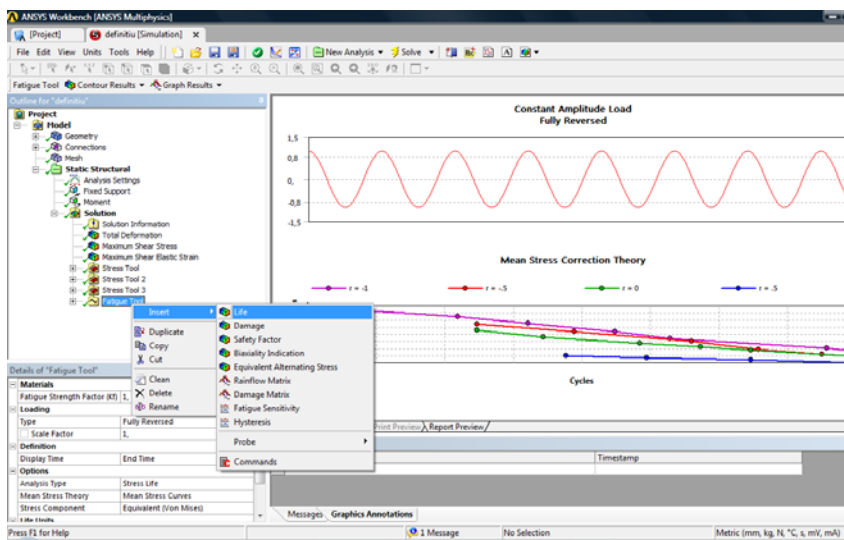 ANSYS Workbench [ANSYS Multiphysics]
[Project] definitiu [Simulation] x
File Edit View Units Tools Help New Analysis Solve
Fatigue Tool Contour Results Graph Results
Outline for "definitiu"
Project
Model
Geometry
Connections
Mesh
Static Structural
Analysis Settings
Fixed Support
Moment
Solution
Solution Information
Total Deformation
Maximum Shear Stress
Maximum Shear Elastic Strain
Stress Tool
Stress Tool 2
Stress Tool 3
Fatigue Tool
Insert
Duplicate
Copy
Cut
Clean
Delete
Rename
Life
Damage
Safety Factor
Biaxiality Indication
Equivalent Alternating Stress
Rainflow Matrix
Damage Matrix
Fatigue Sensitivity
Hysteresis
Probe
Commands
Constant Amplitude Load
Fully Reversed
1,5
0,8
0,
-0,8
-1,5
Mean Stress Correction Theory
r = -1 r = -.5 r = 0 r = .5
Cycles
Print Preview Report Preview
Timestamp
Details of "Fatigue Tool"
Materials
Fatigue Strength Factor (Kf) 1,
Loading
Type Fully Reversed
Scale Factor 1,
Definition
Display Time End Time
Options
Analysis Type Stress Life
Mean Stress Theory Mean Stress Curves
Stress Component Equivalent (Von Mises)
Life Units
Messages Graphics Annotations
Press F1 for Help 1 Message No Selection Metric (mm, kg, N, °C, s, mV, mA)